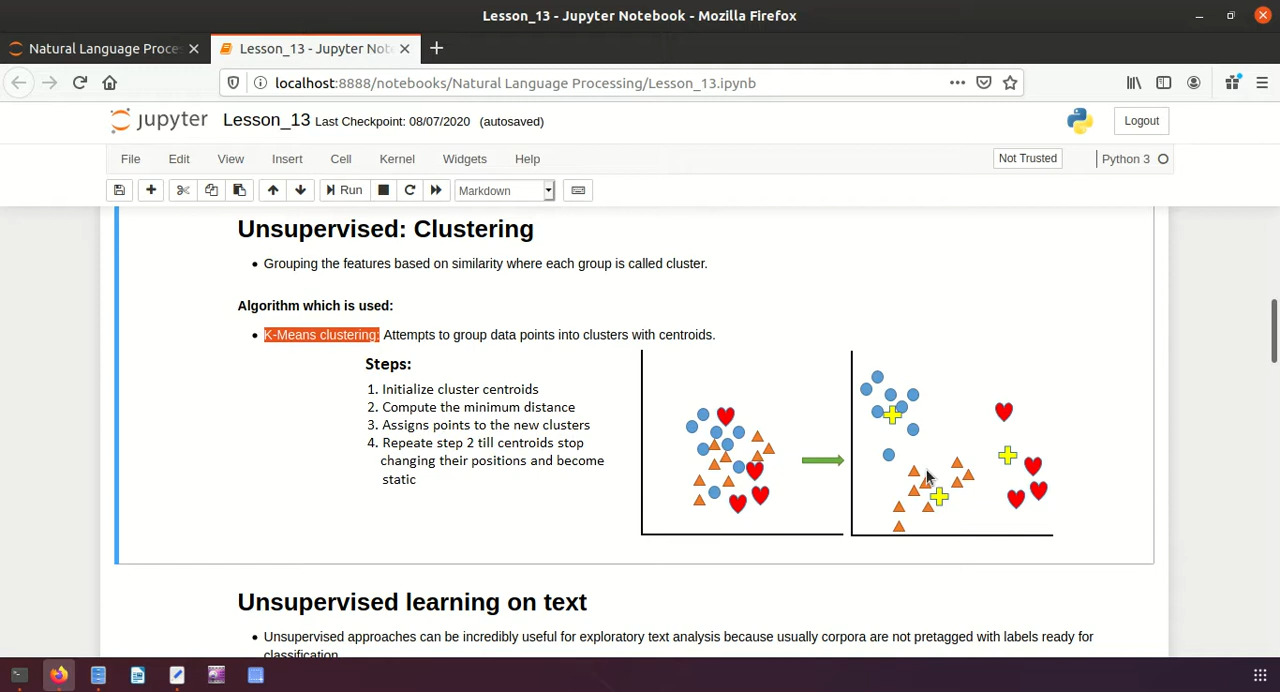 Lesson_13 - Jupyter Notebook - Mozilla Firefox
Natural Language Proces
Lesson_13 - Jupyter Note
localhost:8888/notebooks/Natural Language Processing/Lesson_13.ipynb
jupyter Lesson_13 Last Checkpoint: 08/07/2020 (autosaved)
Logout
File Edit View Insert Cell Kernel Widgets Help
Not Trusted
Python 3
Run
Markdown
Unsupervised: Clustering
• Grouping the features based on similarity where each group is called cluster.
Algorithm which is used:
• K-Means clustering: Attempts to group data points into clusters with centroids.
Steps:
1. Initialize cluster centroids
2. Compute the minimum distance
3. Assigns points to the new clusters
4. Repeate step 2 till centroids stop
changing their positions and become
static
Unsupervised learning on text
• Unsupervised approaches can be incredibly useful for exploratory text analysis because usually corpora are not pretagged with labels ready for
classification.